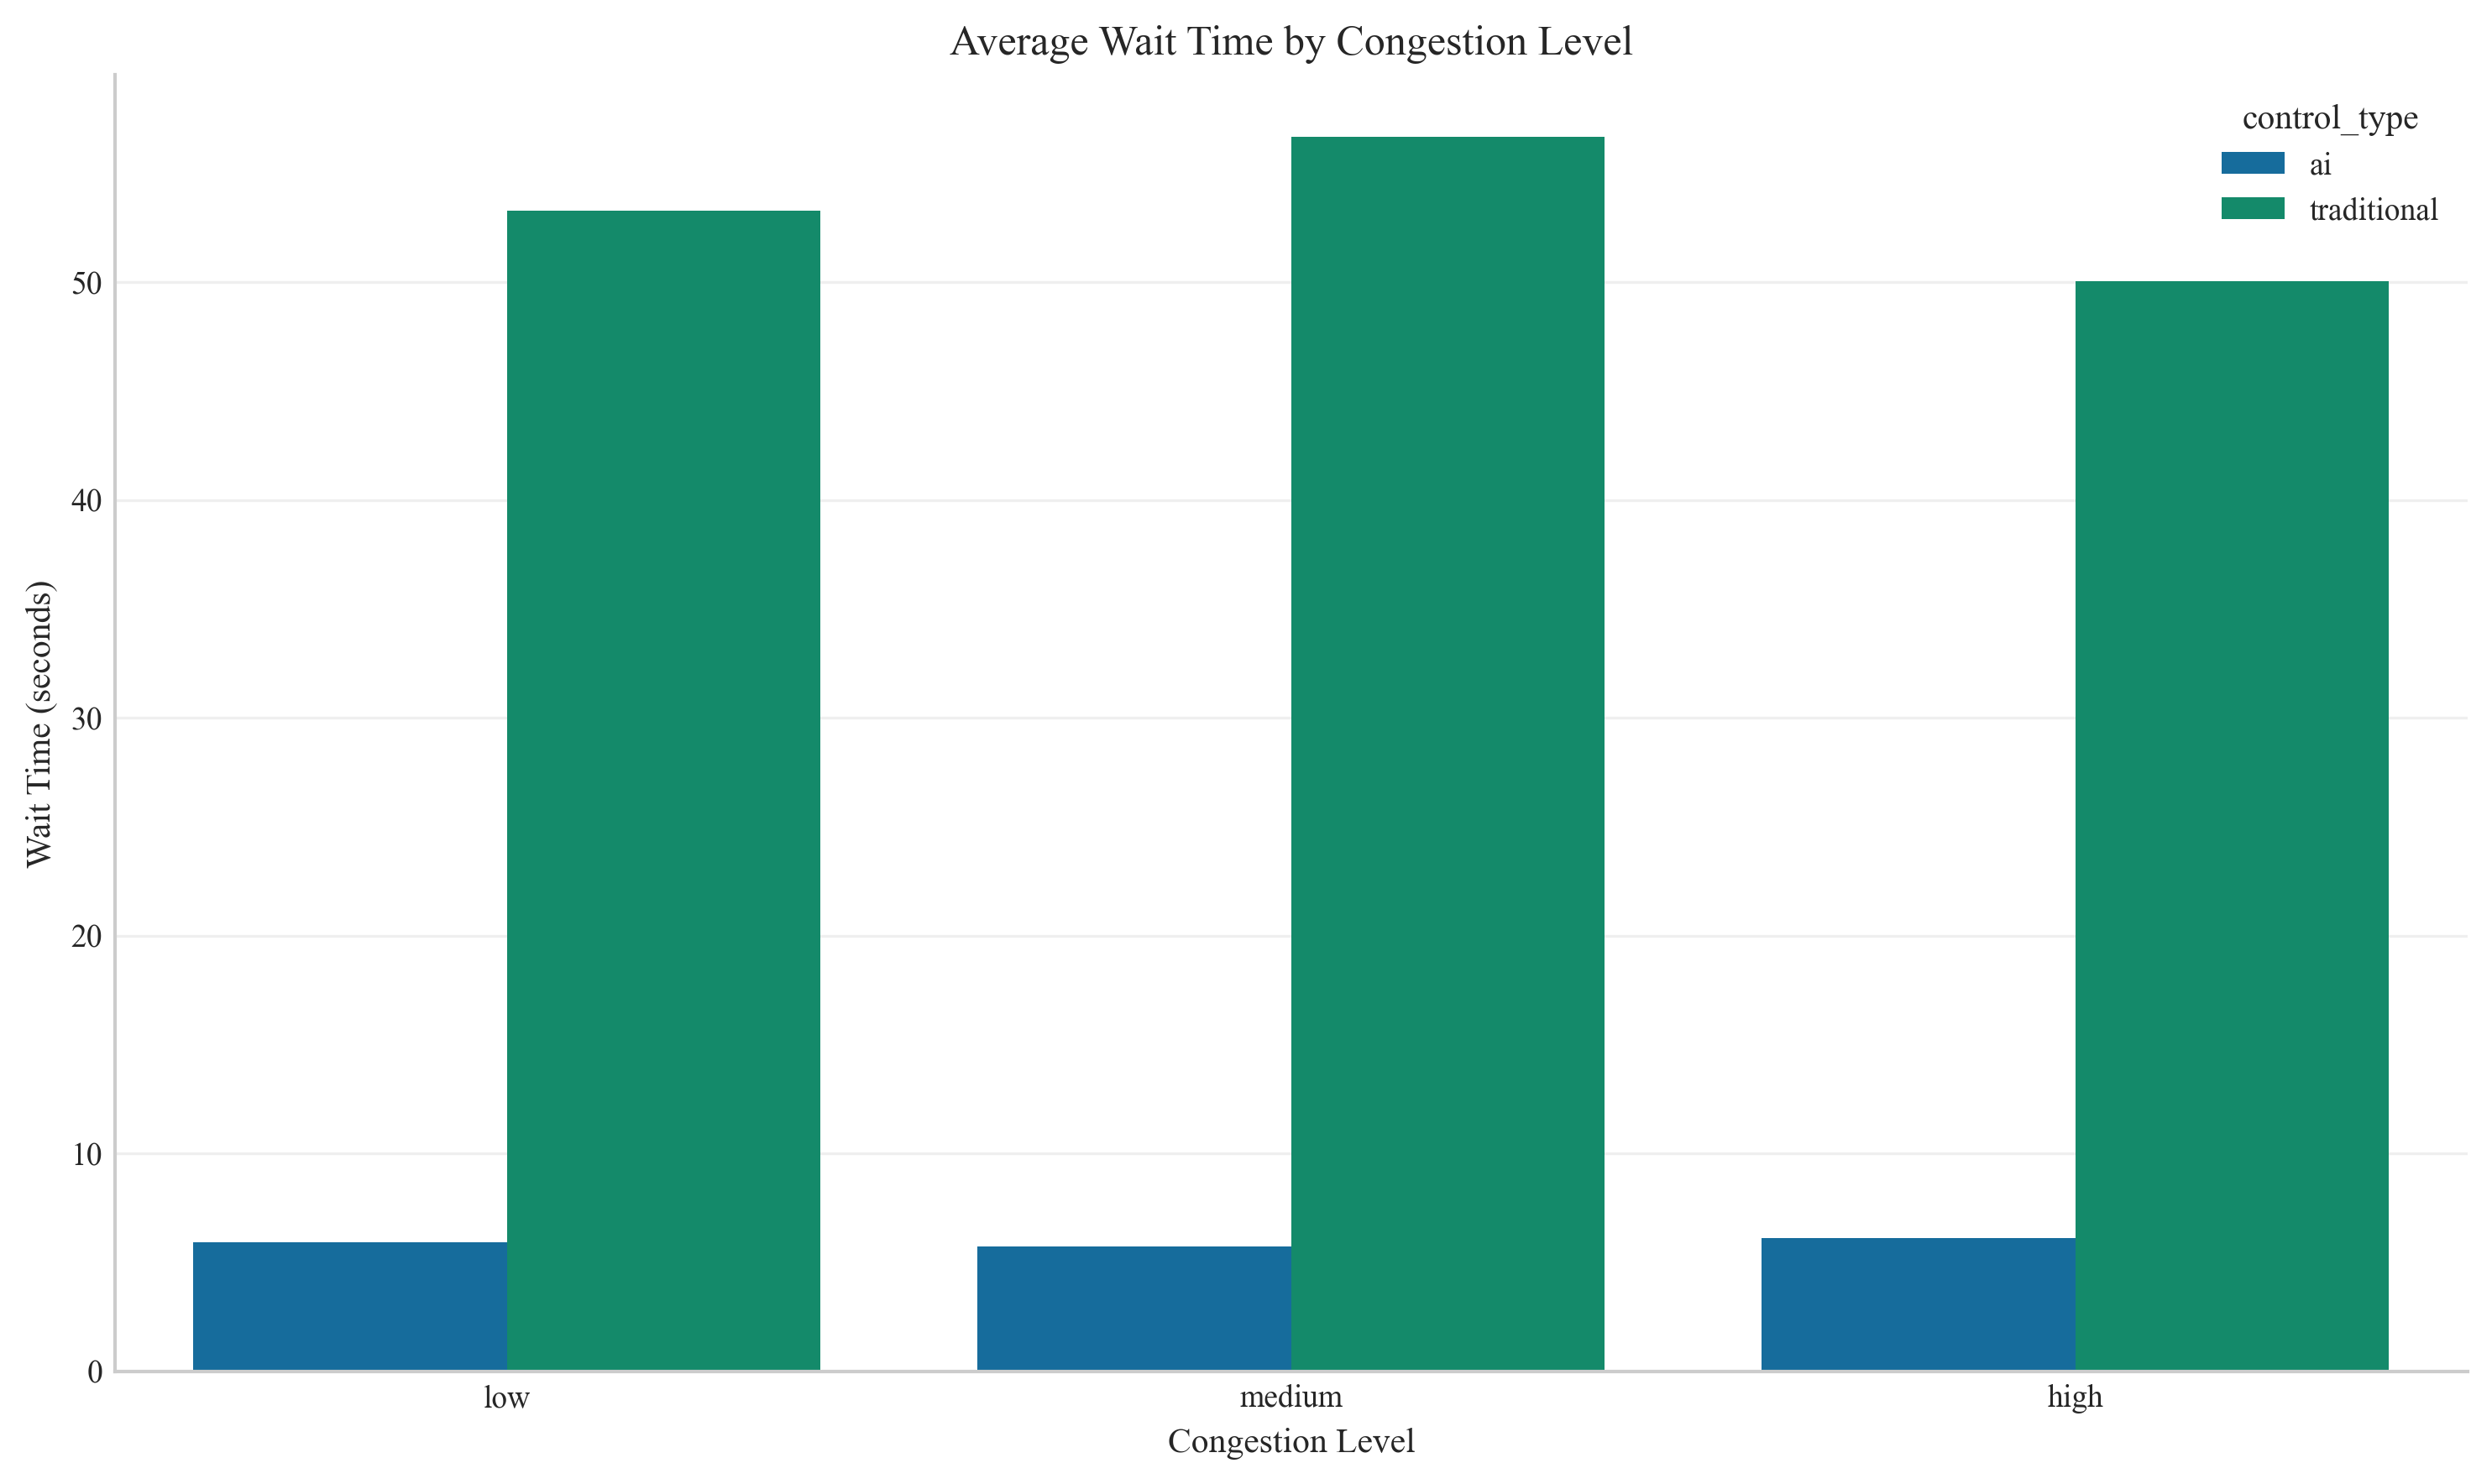 Average Wait Time by Congestion Level
control_type
ai
traditional
Wait Time (seconds)
50
40
30
20
10
0
low
medium
high
Congestion Level